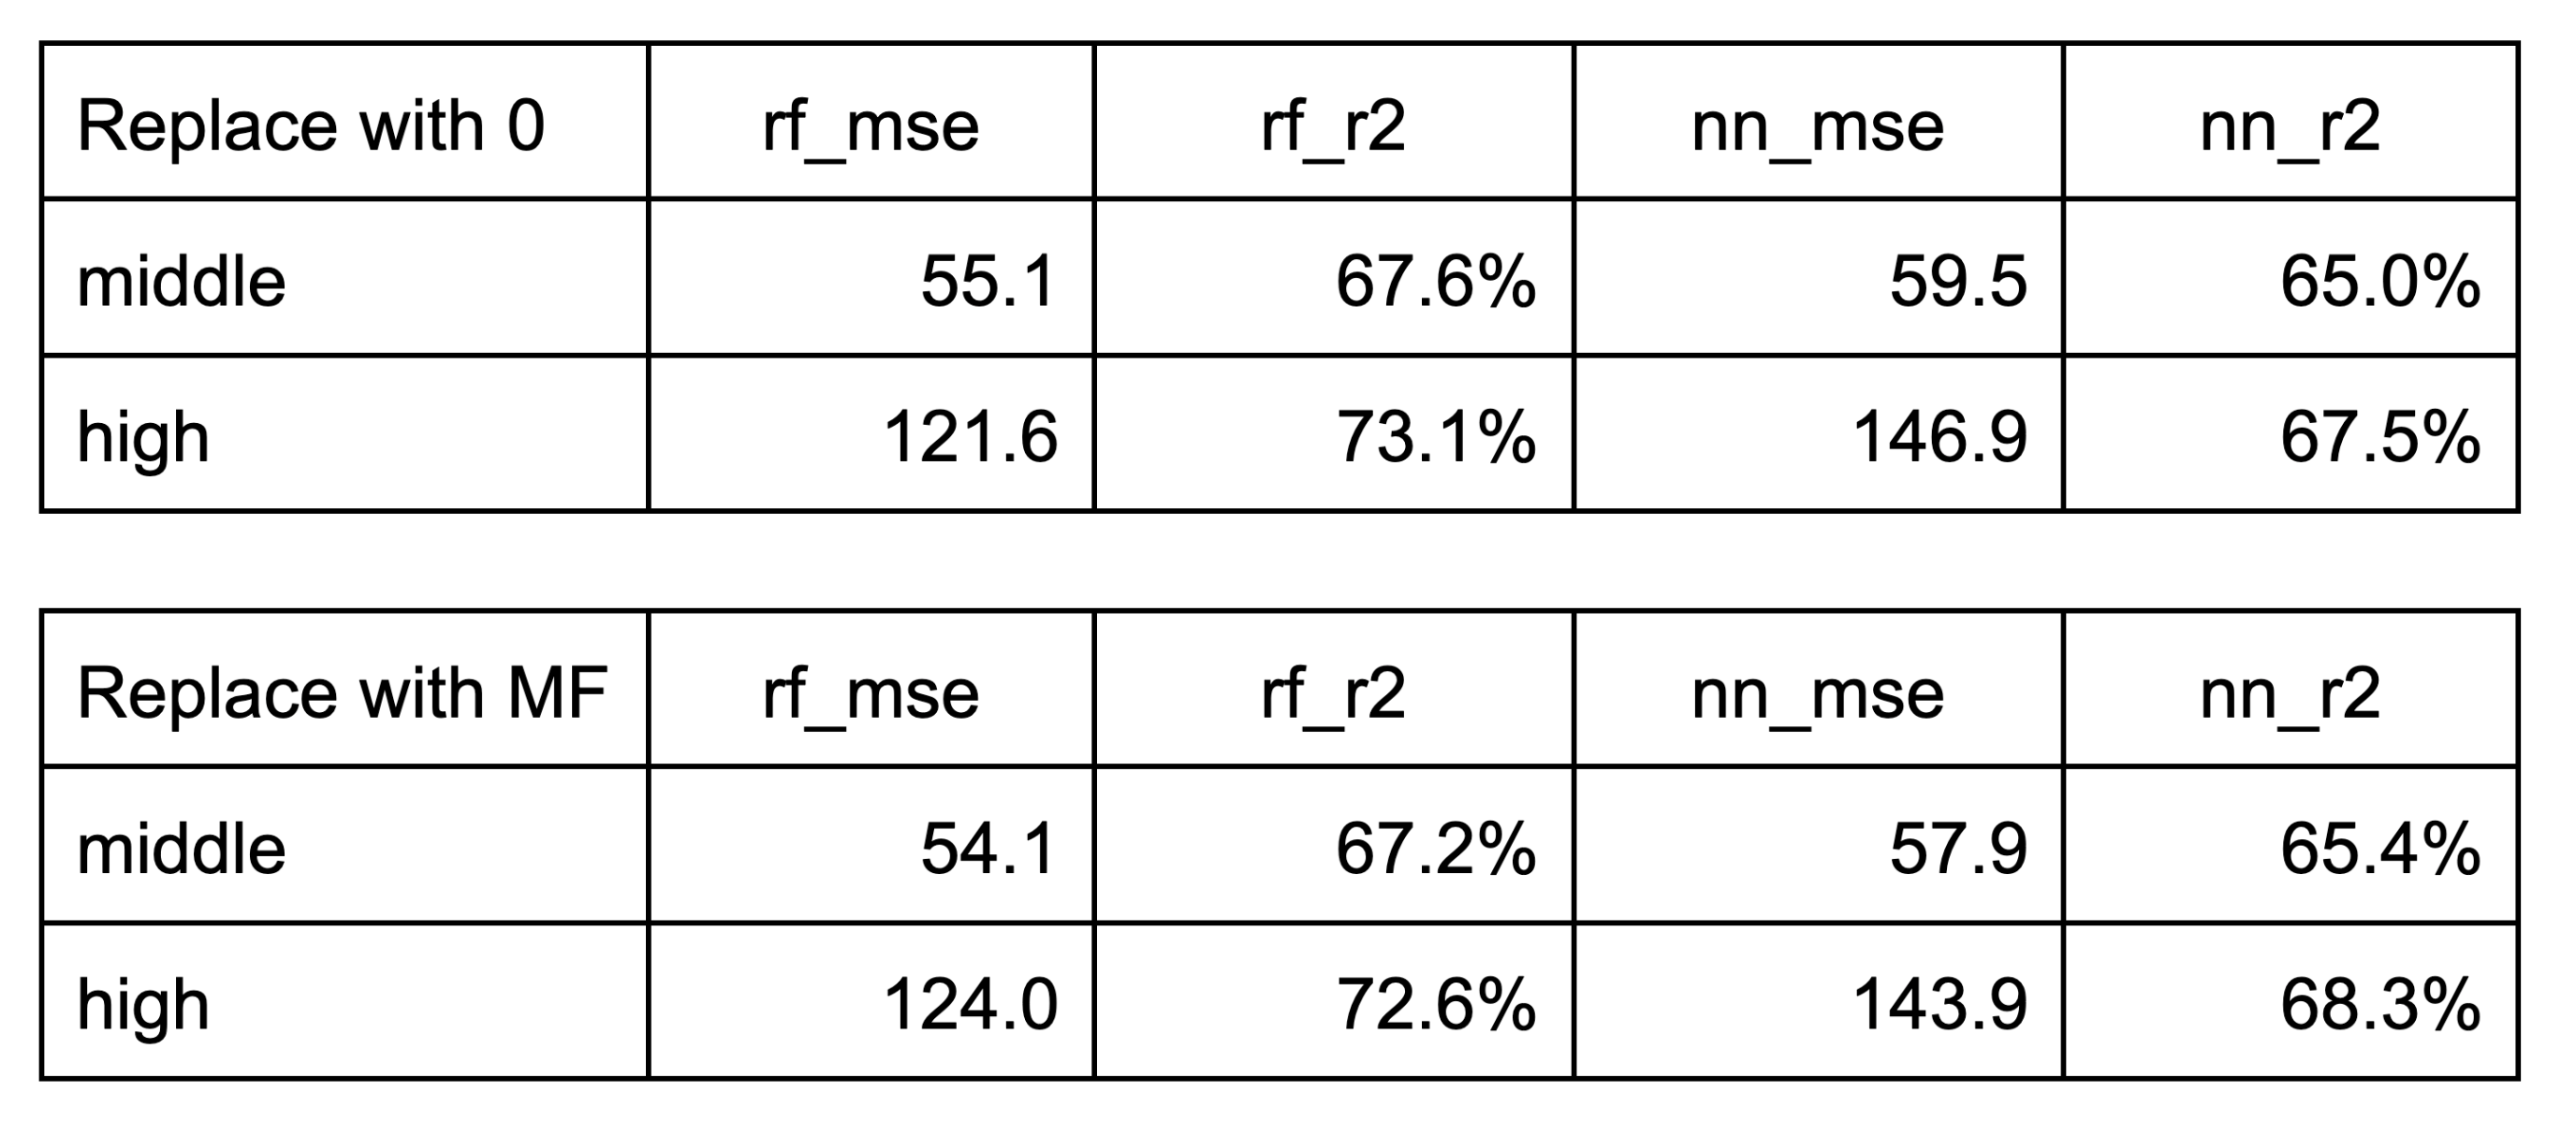 Replace with 0 rf_mse rf_r2 nn_mse nn_r2
middle 55.1 67.6% 59.5 65.0%
high 121.6 73.1% 146.9 67.5%
Replace with MF rf_mse rf_r2 nn_mse nn_r2
middle 54.1 67.2% 57.9 65.4%
high 124.0 72.6% 143.9 68.3%